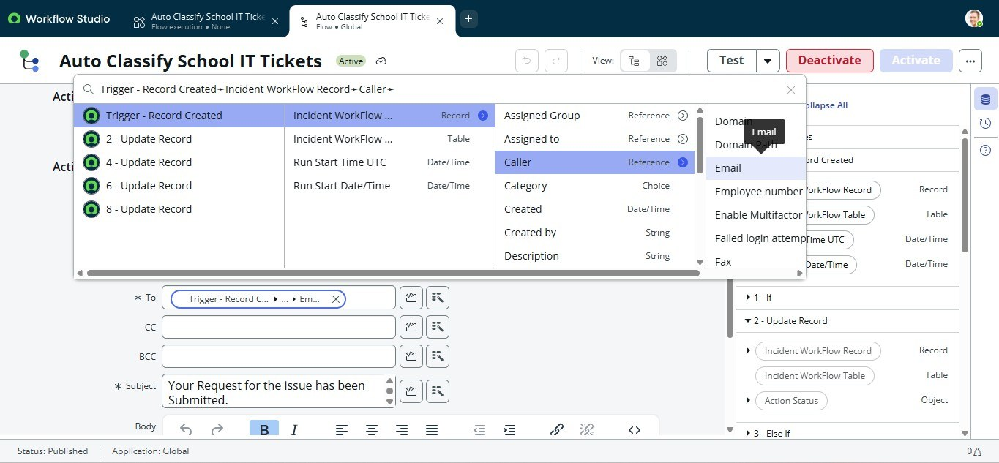 Workflow Studio
Auto Classify School IT Ticke
Flow execution • None
Auto Classify School IT Ticke
Flow • Global
Auto Classify School IT Tickets
Active
View:
Test
Deactivate
Activate
Acti
Trigger - Record Created Incident WorkFlow Record Caller
Trigger - Record Created
2 - Update Record
4 - Update Record
6 - Update Record
8 - Update Record
Incident WorkFlow ... Record
Incident WorkFlow ... Table
Run Start Time UTC Date/Time
Run Start Date/Time Date/Time
Assigned Group Reference
Assigned to Reference
Caller Reference
Category Choice
Created Date/Time
Created by String
Description String
Domain
Domain Path
Email
Email
Employee number
Enable Multifactor
Failed login attemp
Fax
Acti
ollapse All
es
ord Created
WorkFlow Record Record
WorkFlow Table Table
Time UTC Date/Time
Date/Time Date/Time
1 - If
2 - Update Record
Incident WorkFlow Record Record
Incident WorkFlow Table Table
Action Status Object
3 - Else If
To Trigger - Record C... ... Em...
CC
BCC
Subject Your Request for the issue has been
Submitted.
Body
B I
Status: Published Application: Global
0